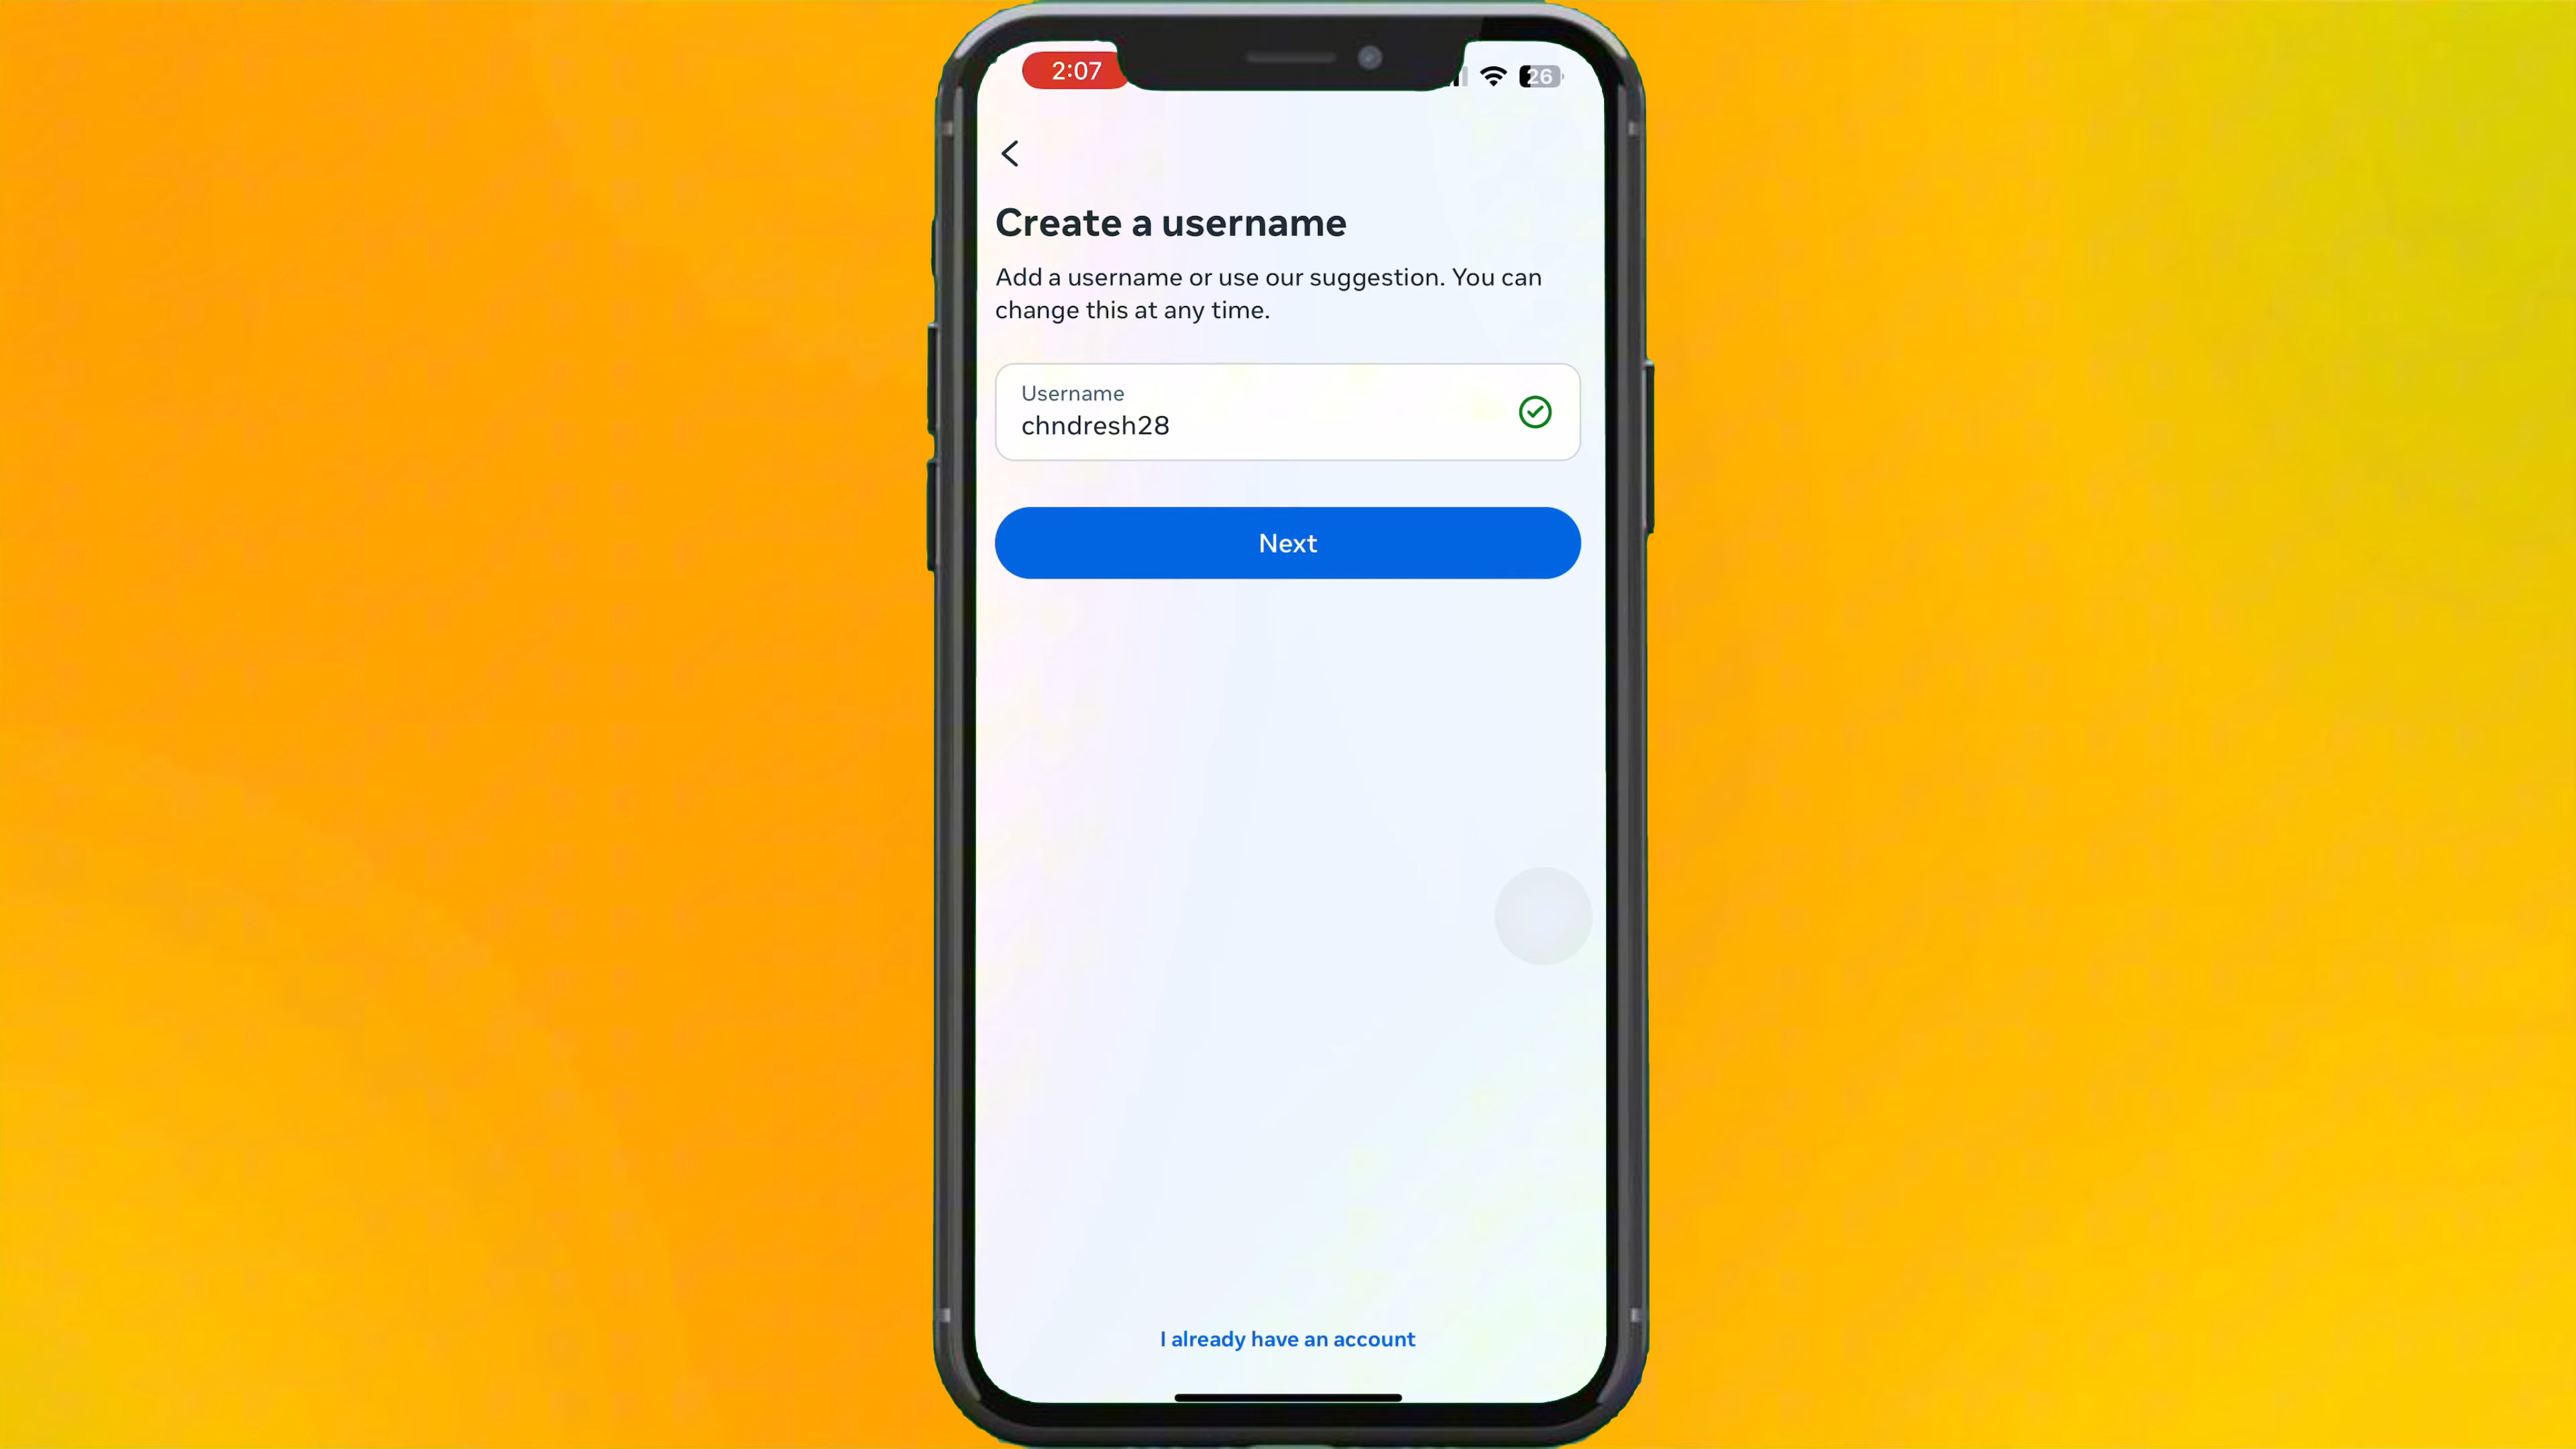 2:07
26
Create a username
Add a username or use our suggestion. You can
change this at any time.
Username
chndresh28
Next
I already have an account